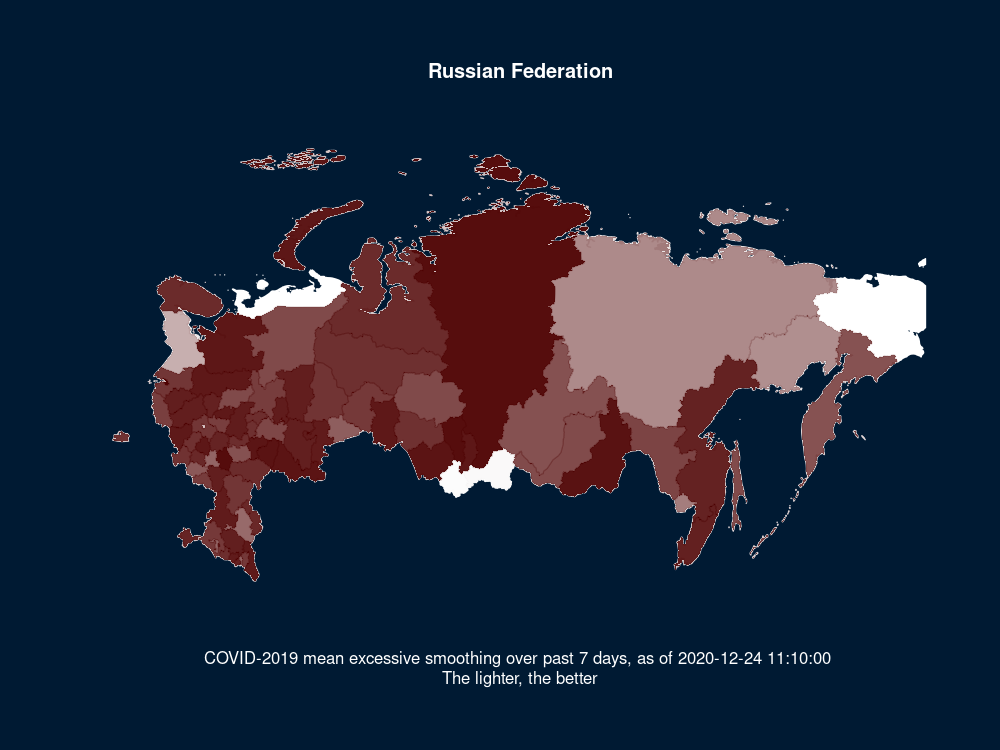 Russian Federation
COVID-2019 mean excessive smoothing over past 7 days, as of 2020-12-24 11:10:00
The lighter, the better